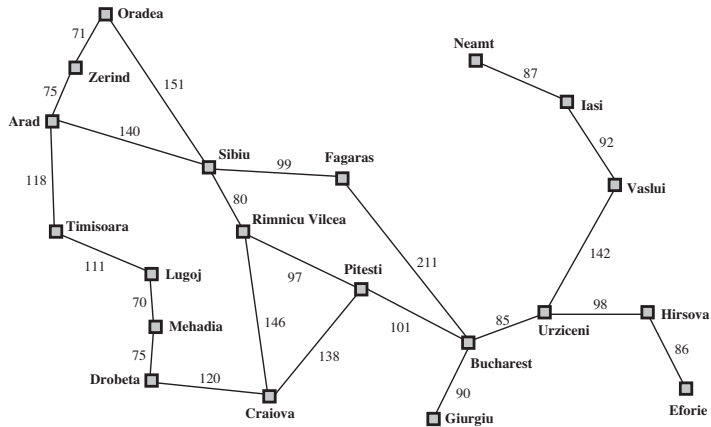 Oradea
71
Neamt
Zerind
87
151
75
Iasi
Arad
140
92
Sibiu
99
Fagaras
118
80
Vaslui
Timisoara
Rimnicu Vilcea
111
211
142
Lugoj
97
Pitesti
70
98
Hirsova
146
101
85
Urziceni
Mehadia
138
86
75
Bucharest
120
Drobeta
90
Craiova
Giurgiu
Eforie